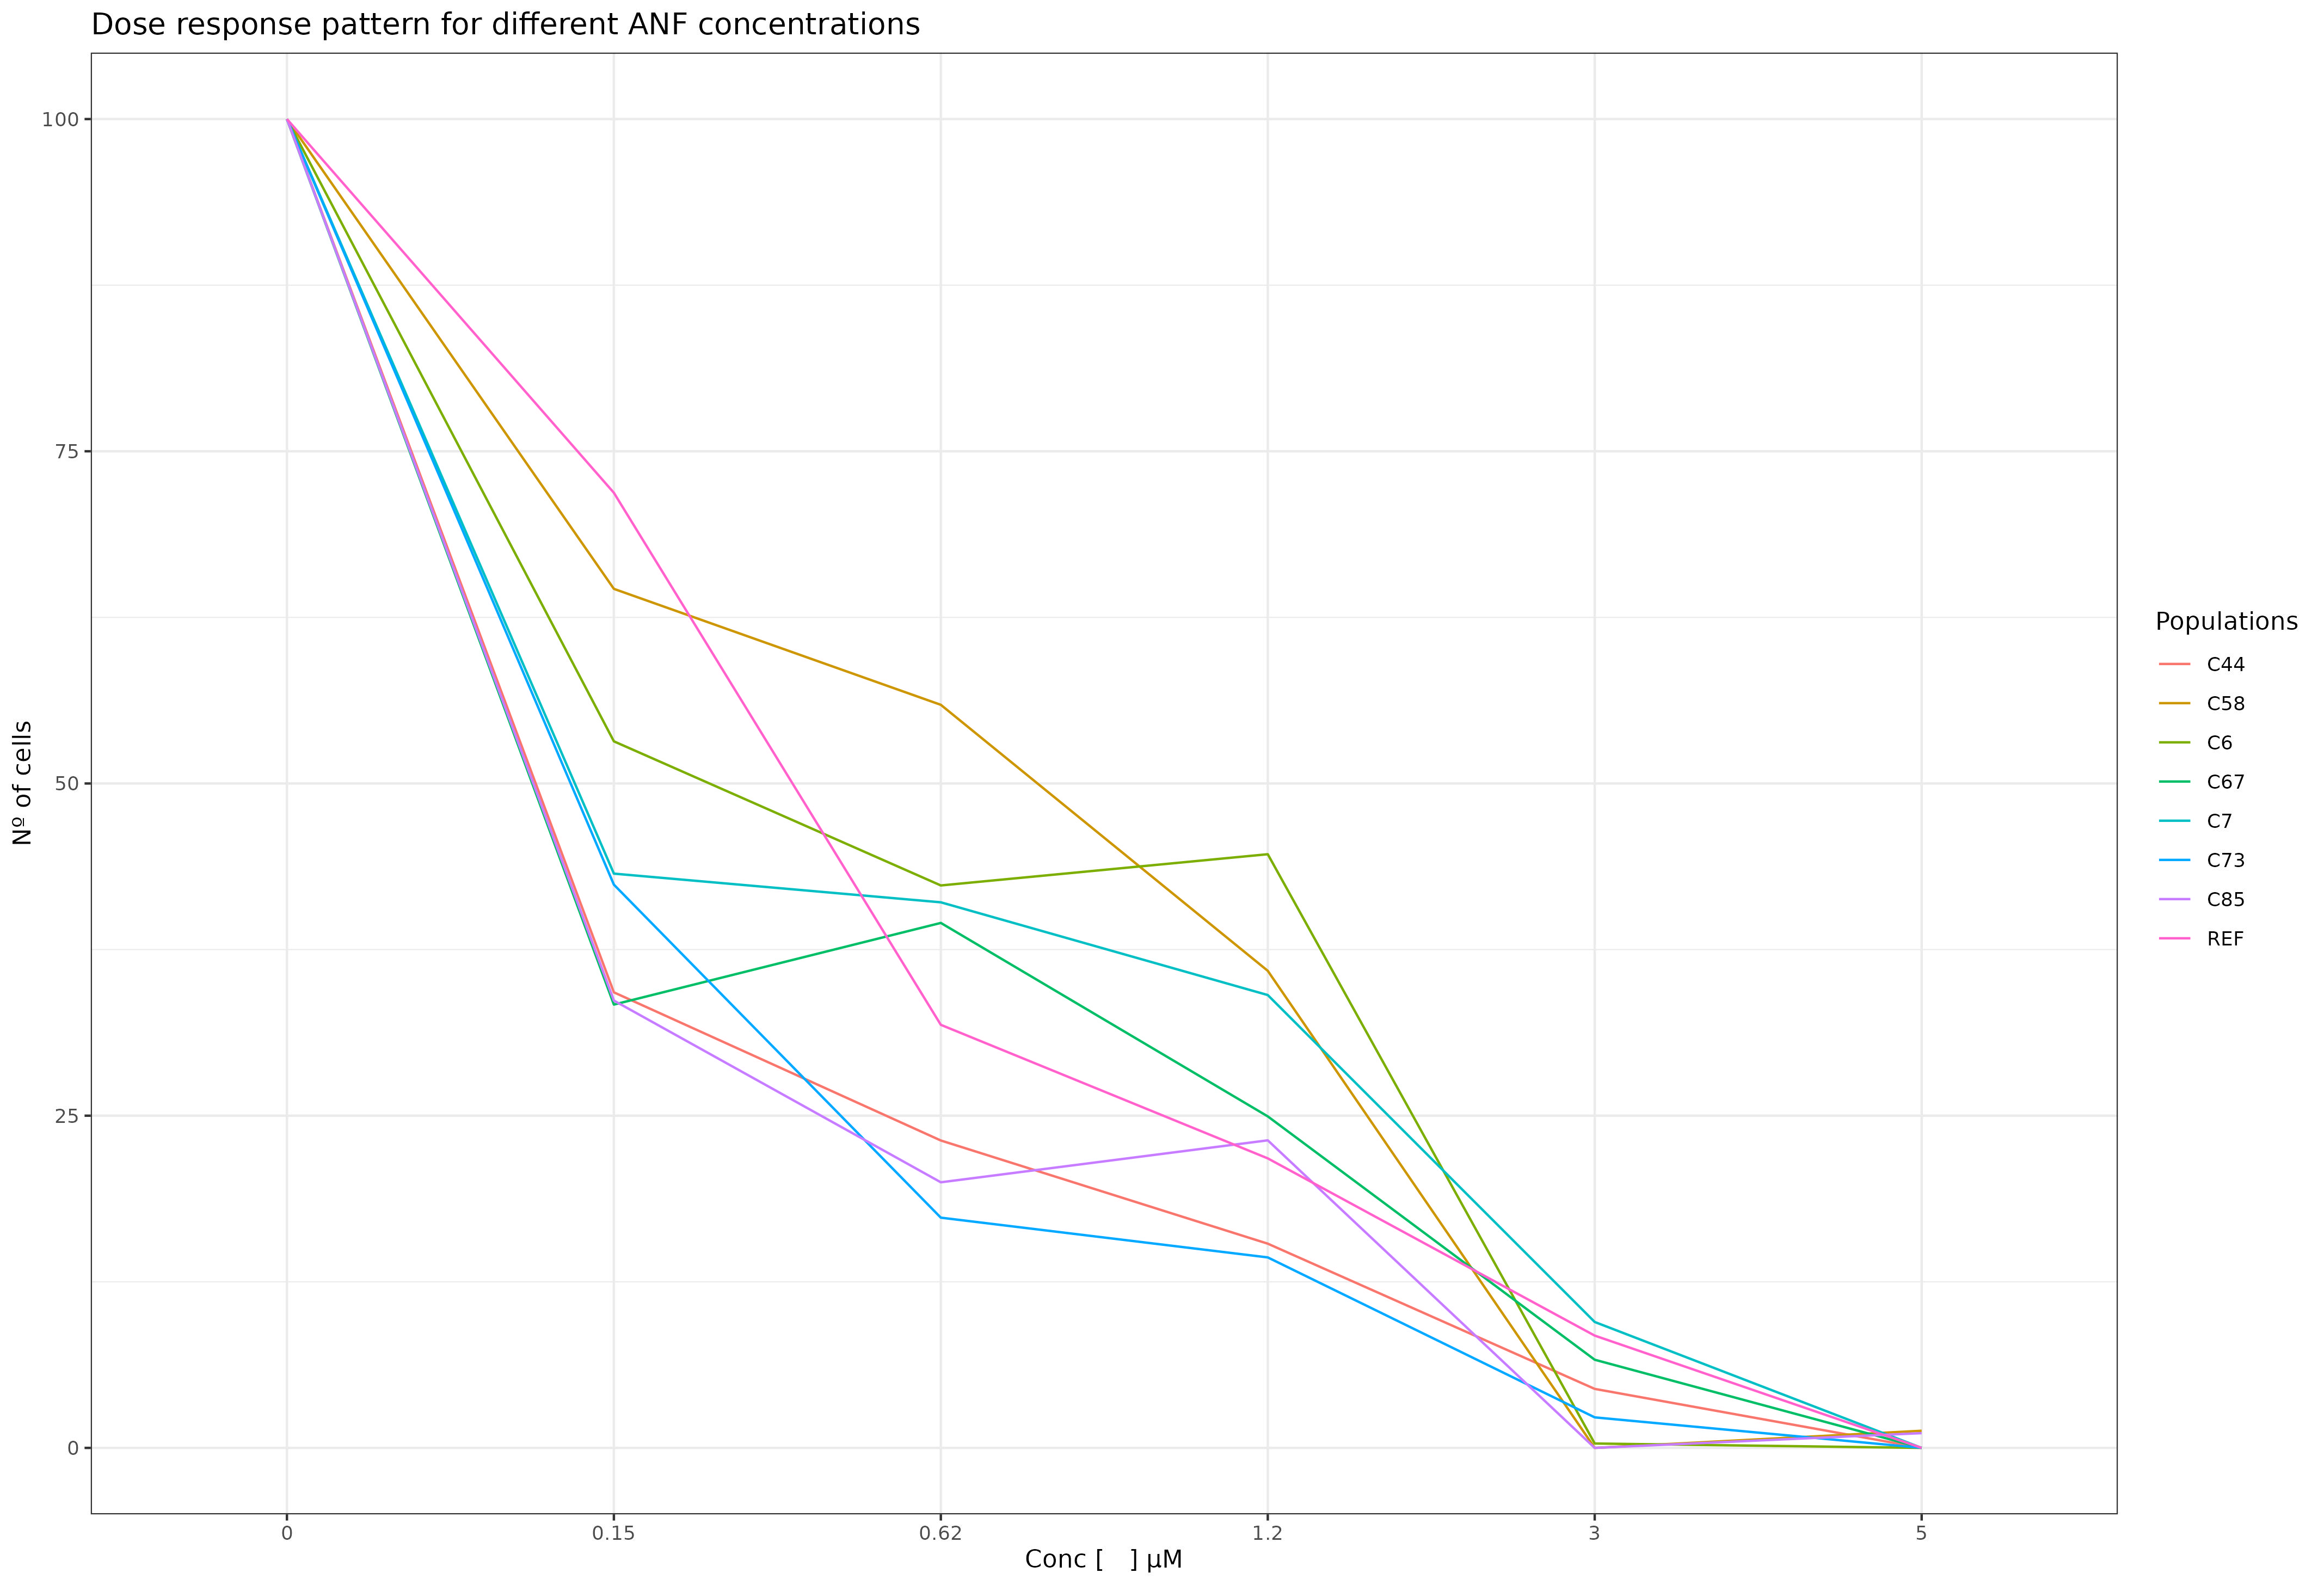 Dose response pattern for different ANF concentrations
Nº of cells
100
75
50
25
0
0 0.15 0.62 1.2 3 5
Conc [   ] µM
Populations
C44
C58
C6
C67
C7
C73
C85
REF